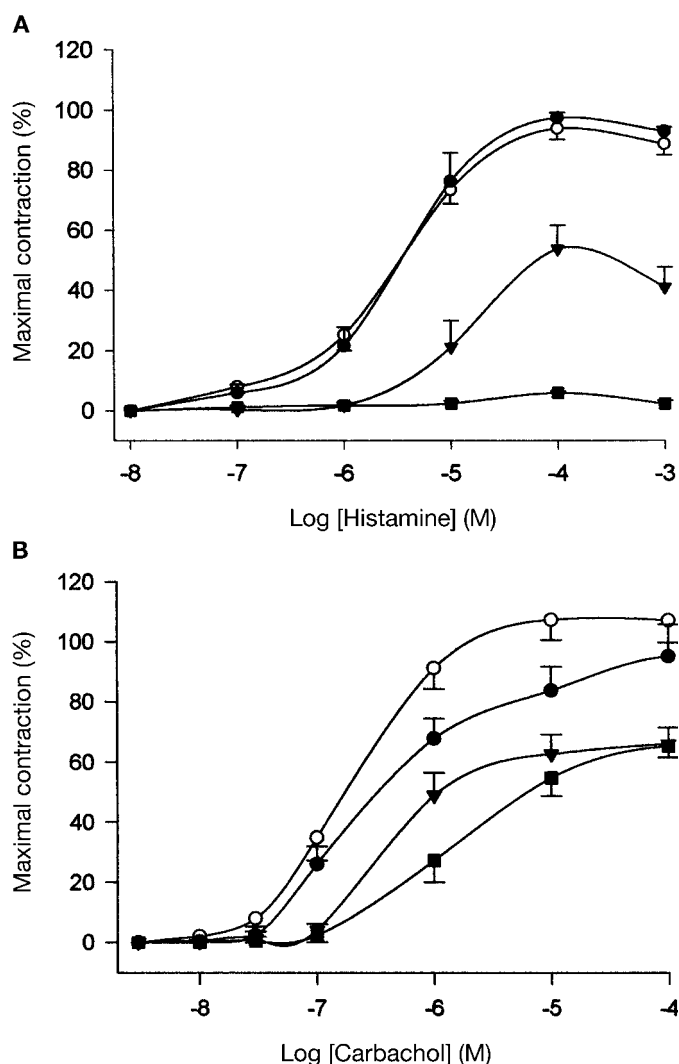 A
Maximal contraction (%)
120
100
80
60
40
20
0
-8 -7 -6 -5 -4 -3
Log [Histamine] (M)
B
Maximal contraction (%)
120
100
80
60
40
20
0
-8 -7 -6 -5 -4
Log [Carbachol] (M)